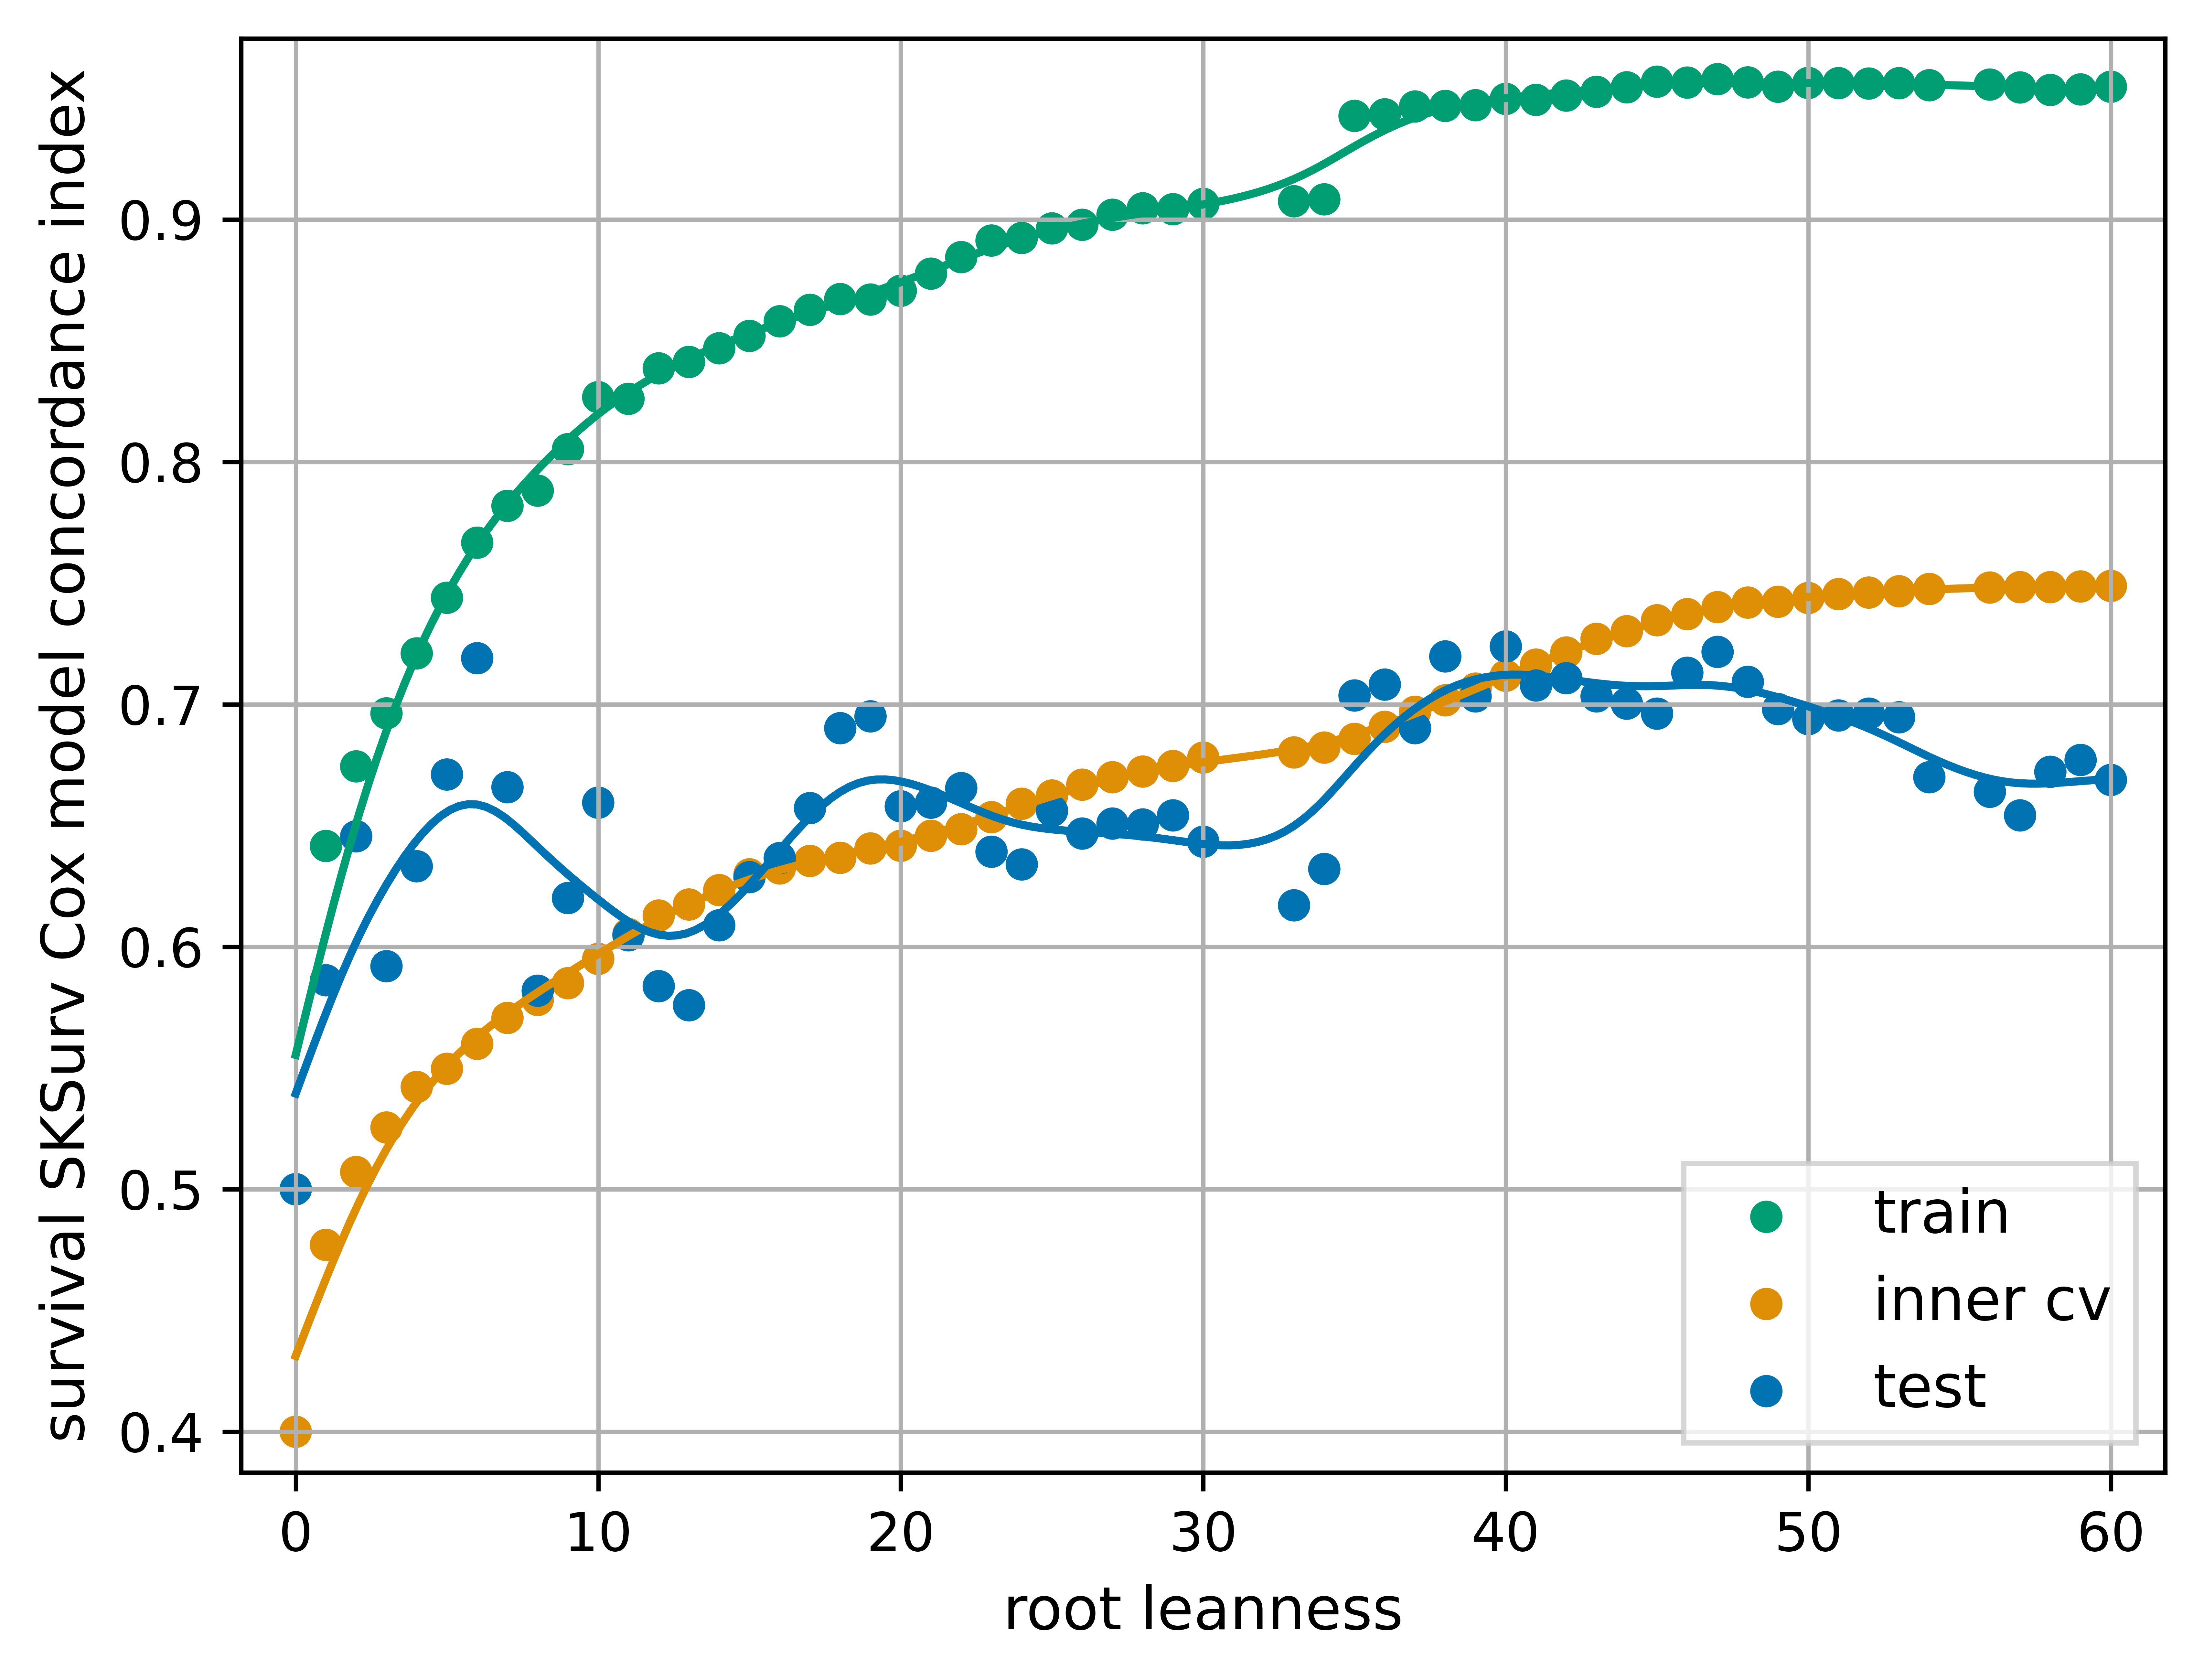 survival SKSurv Cox model concordance index
0.9
0.8
0.7
0.6
0.5
0.4
train
inner cv
test
0 10 20 30 40 50 60
root leanness